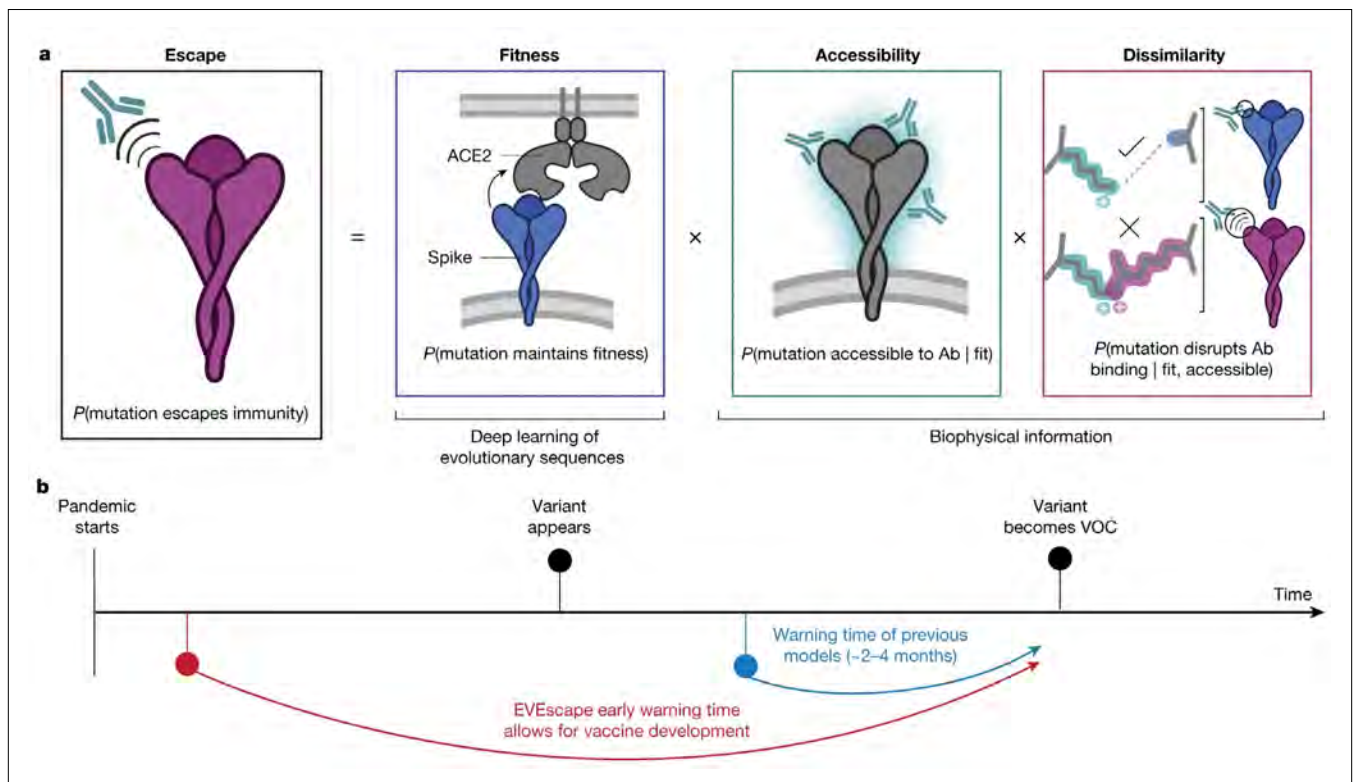 a
Escape
Fitness
Accessibility
Dissimilarity
ACE2
Spike
=
×
×
P(mutation escapes immunity)
P(mutation maintains fitness)
P(mutation accessible to Ab | fit)
P(mutation disrupts Ab
binding | fit, accessible)
Deep learning of
evolutionary sequences
Biophysical information
b
Pandemic
starts
Variant
appears
Variant
becomes VOC
Time
Warning time of previous
models (~2–4 months)
EVEscape early warning time
allows for vaccine development